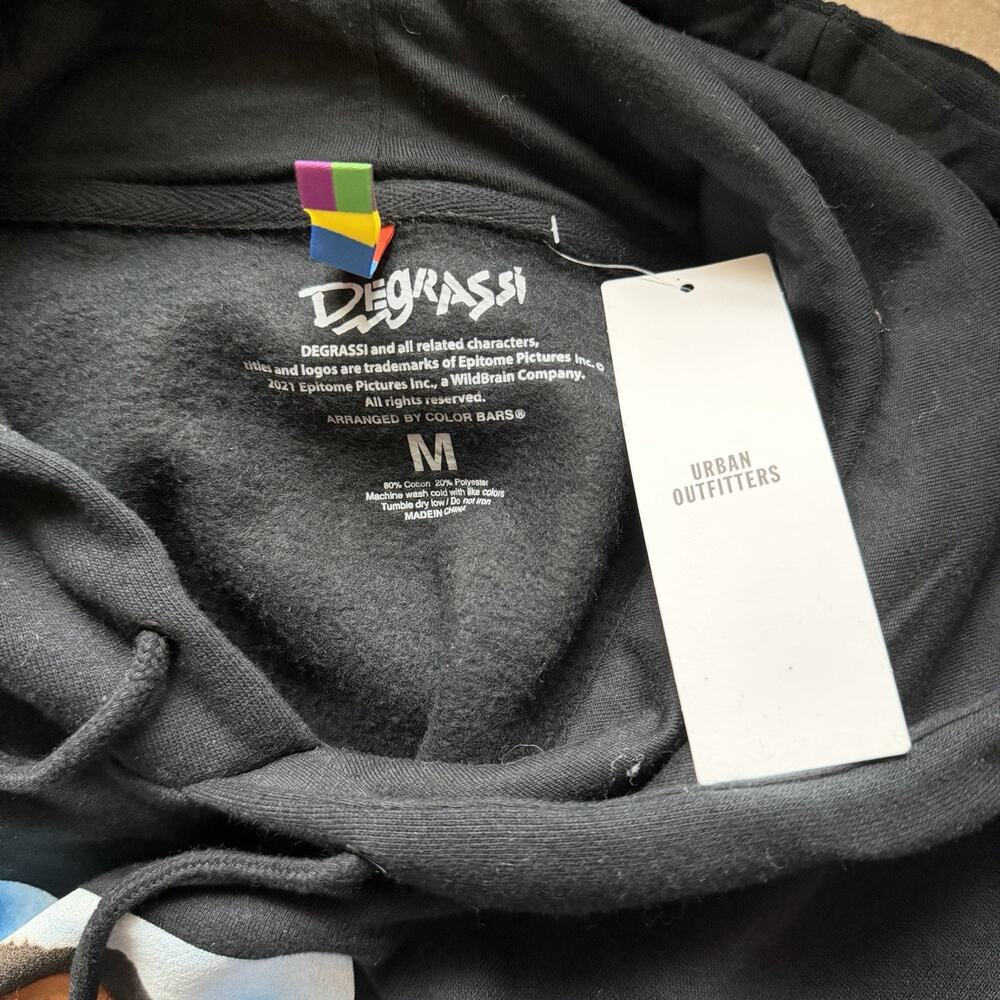 DEGRASSi
DEGRASSI and all related characters,
titles and logos are trademarks of Epitome Pictures Inc. ©
2021 Epitome Pictures Inc., a WildBrain Company.
All rights reserved.
ARRANGED BY COLOR BARS®
M
80% Cotton 20% Polyester
Machine wash cold with like colors
Tumble dry low / Do not iron
MADE IN CHINA
URBAN
OUTFITTERS